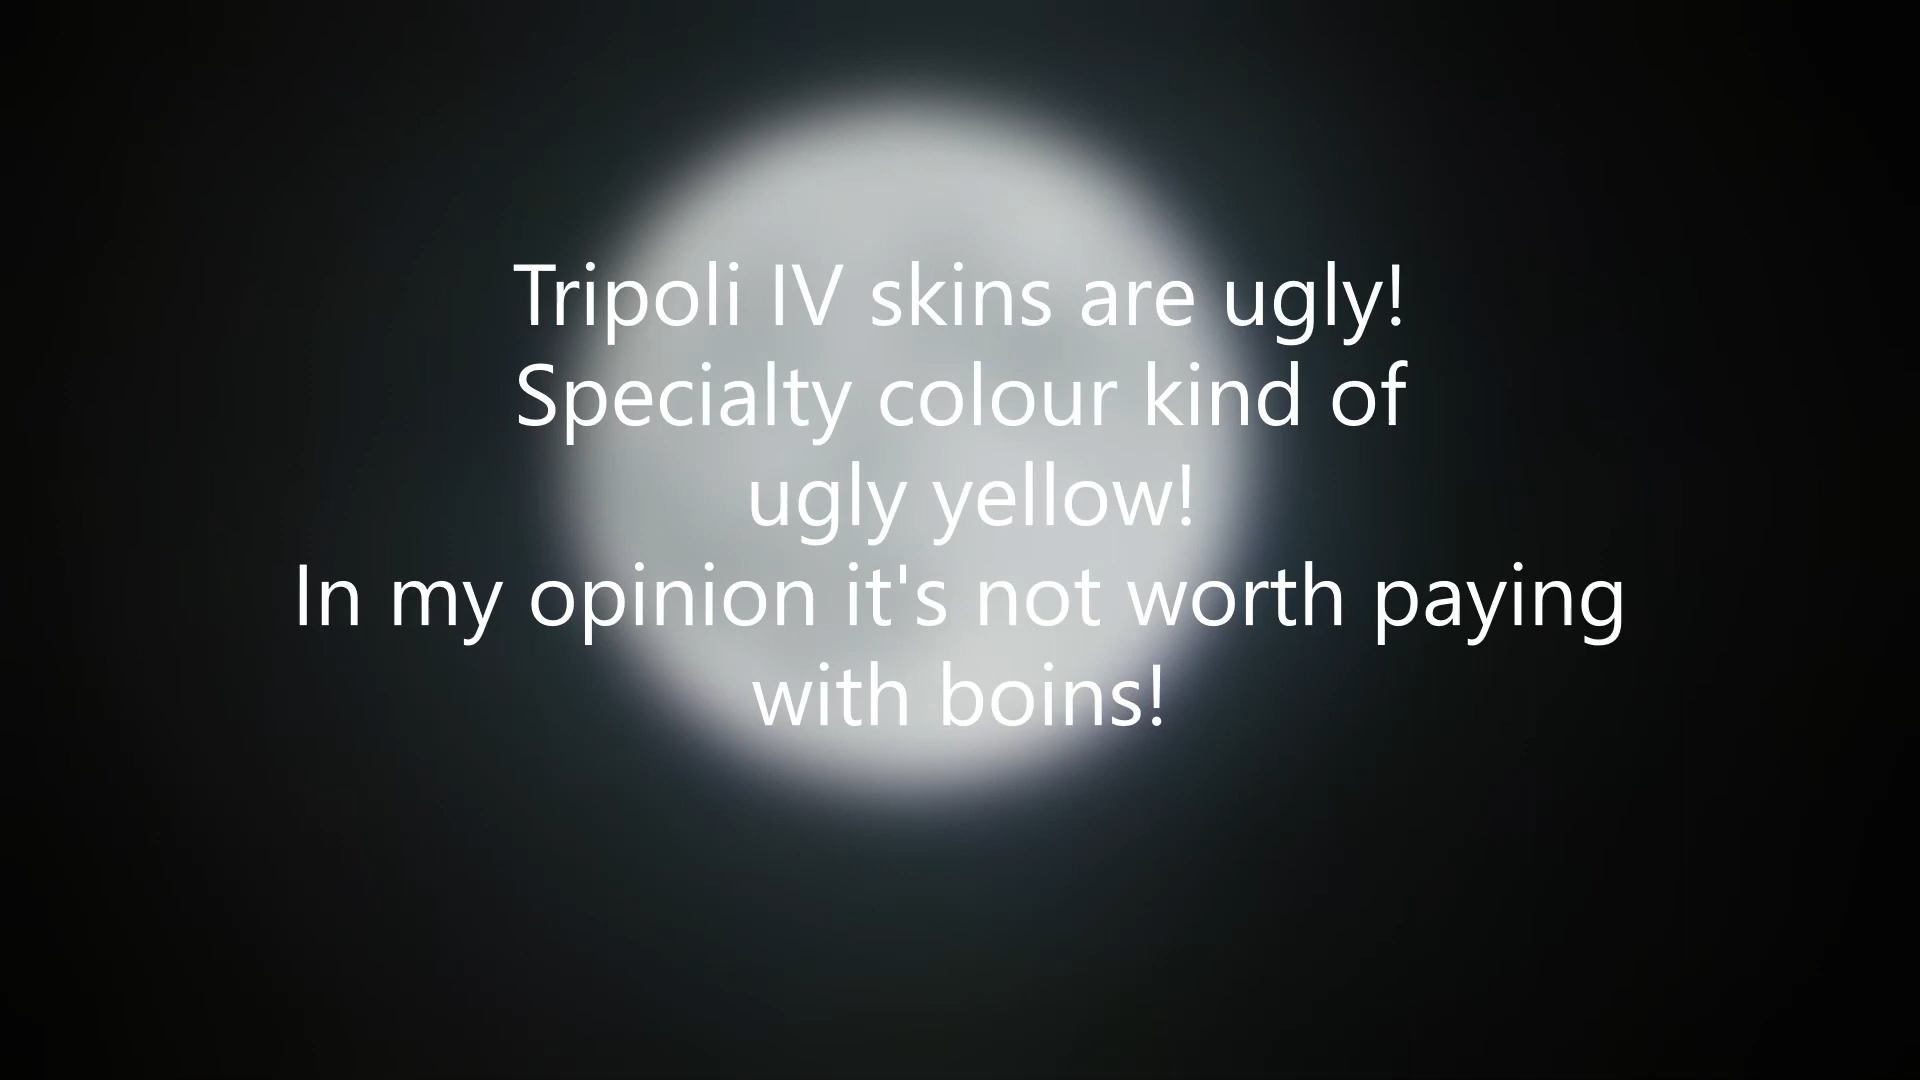 Tripoli IV skins are ugly!
Specialty colour kind of
ugly yellow!
In my opinion it's not worth paying
with boins!